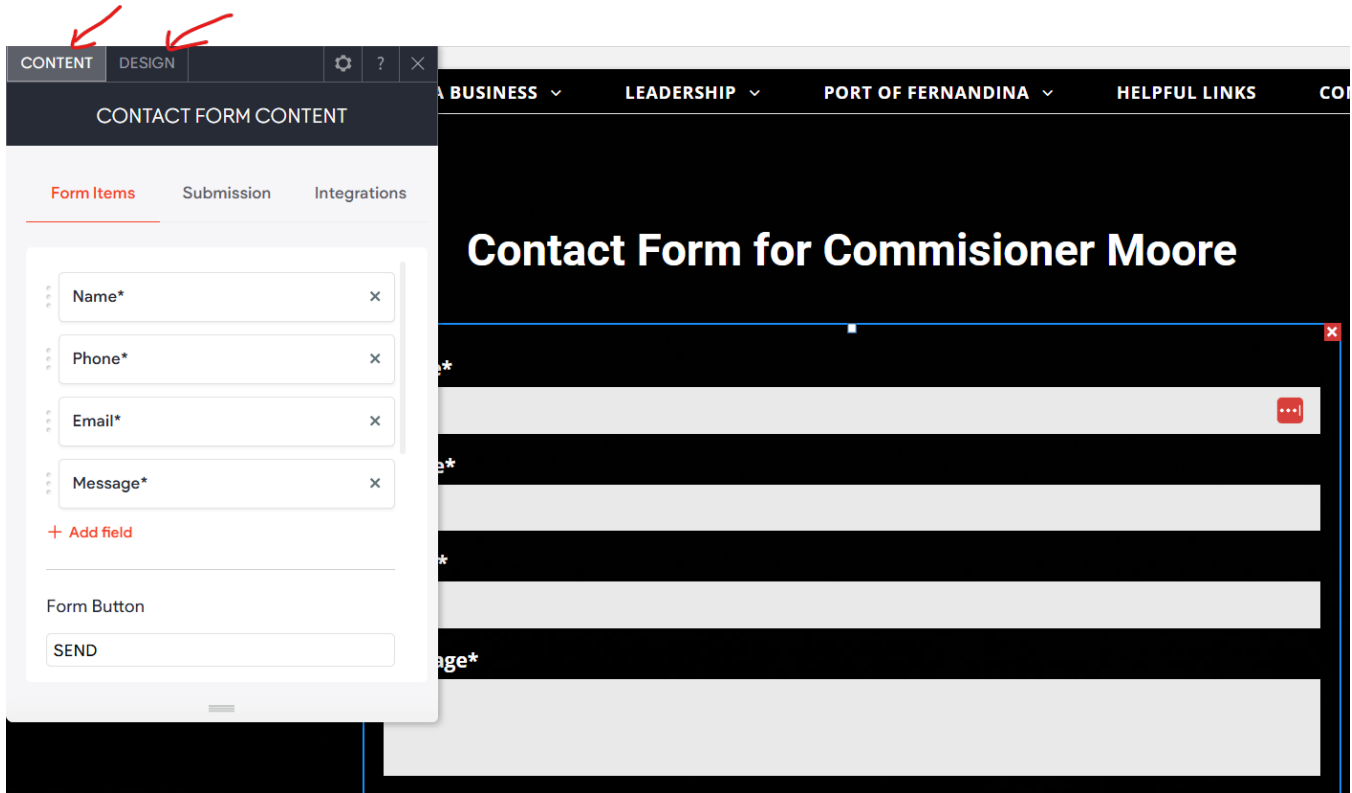 CONTENT DESIGN ?
A BUSINESS LEADERSHIP PORT OF FERNANDINA HELPFUL LINKS
CONTACT FORM CONTENT
Form Items Submission Integrations
Contact Form for Commisioner Moore
Name*
Phone*
Email*
Message*
+ Add field
Form Button
SEND